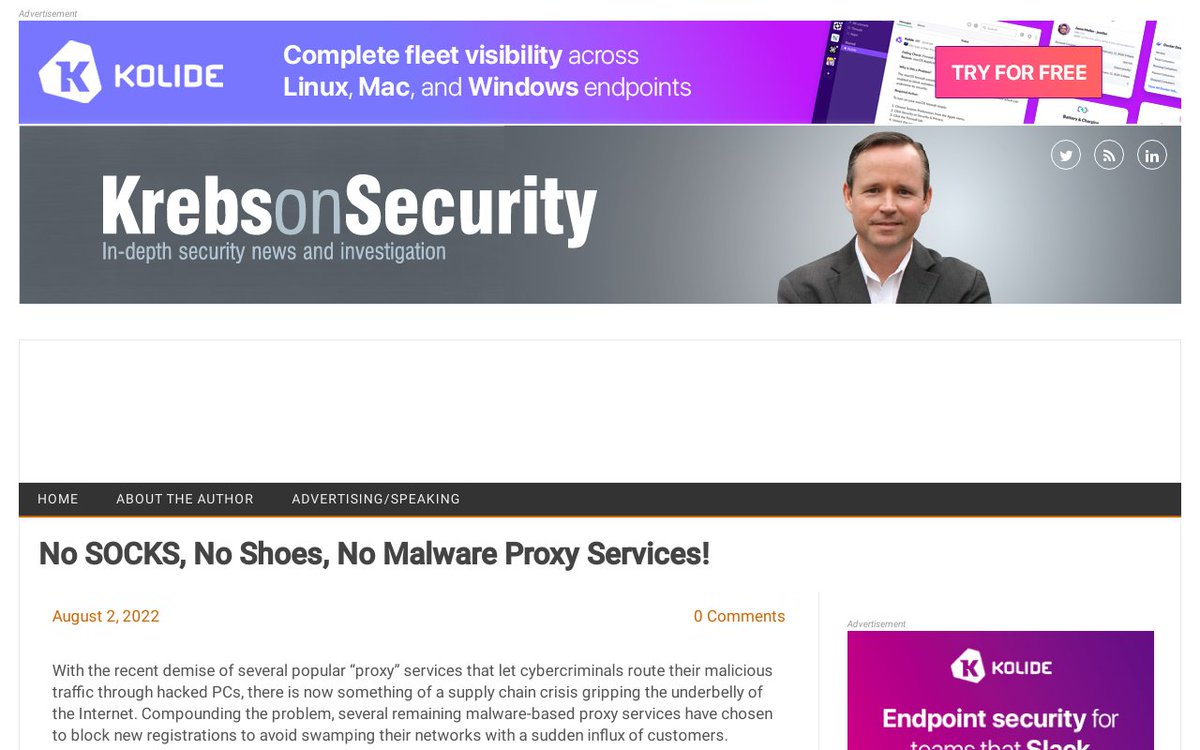 Advertisement
KOLIDE
Complete fleet visibility across
Linux, Mac, and Windows endpoints
TRY FOR FREE
KrebsonSecurity
In-depth security news and investigation
HOME ABOUT THE AUTHOR ADVERTISING/SPEAKING
No SOCKS, No Shoes, No Malware Proxy Services!
August 2, 2022 0 Comments
With the recent demise of several popular “proxy” services that let cybercriminals route their malicious
traffic through hacked PCs, there is now something of a supply chain crisis gripping the underbelly of
the Internet. Compounding the problem, several remaining malware-based proxy services have chosen
to block new registrations to avoid swamping their networks with a sudden influx of customers.
Advertisement
KOLIDE
Endpoint security for
teams that Slack